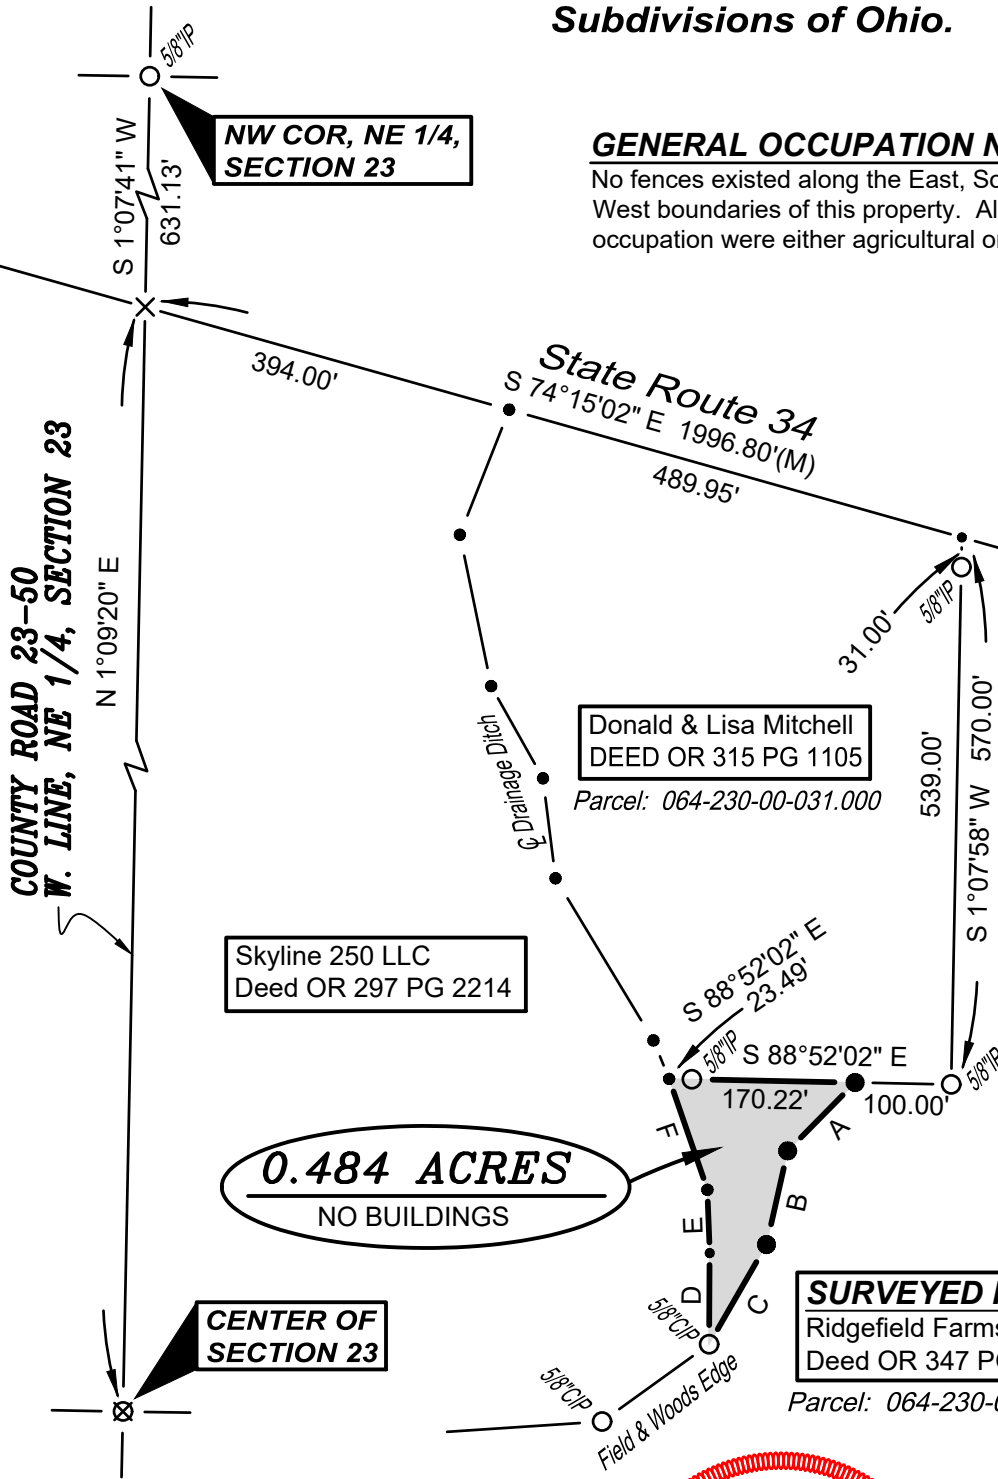 Subdivisions of Ohio.
5/8"IP
NW COR, NE 1/4,
SECTION 23
S 1°07'41" W
631.13'
GENERAL OCCUPATION
No fences existed along the East,
West boundaries of this property.
occupation were either agricultural
394.00'
State Route 34
S 74°15'02" E 1996.80'(M)
489.95'
COUNTY ROAD 23-50
W. LINE, NE 1/4, SECTION 23
N 1°09'20" E
31.00'
5/8"IP
Donald & Lisa Mitchell
DEED OR 315 PG 1105
Parcel: 064-230-00-031.000
℄ Drainage Ditch
539.00'
S 1°07'58" W 570.00'
Skyline 250 LLC
Deed OR 297 PG 2214
S 88°52'02" E
23.49'
5/8"IP
S 88°52'02" E
5/8"IP
170.22'
100.00'
A
F
0.484 ACRES
NO BUILDINGS
B
E
D
C
5/8"CIP
SURVEYED
Ridgefield Farms
Deed OR 347
Parcel: 064-230-
CENTER OF
SECTION 23
5/8"CIP
Field & Woods Edge